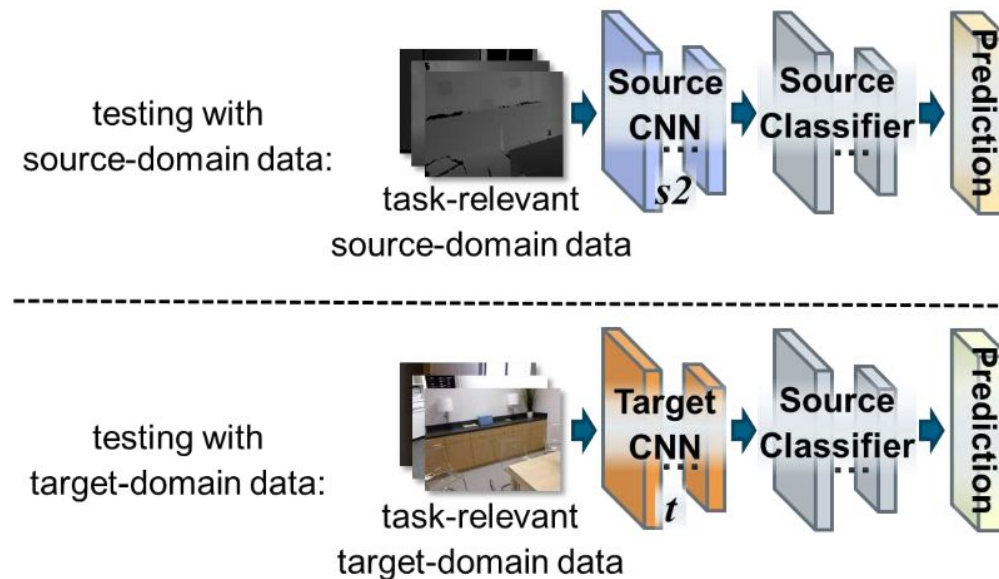 testing with
source-domain data:
task-relevant
source-domain data
Source
CNN
...
s2
Source
Classifier
...
Prediction
testing with
target-domain data:
task-relevant
target-domain data
Target
CNN
...
t
Source
Classifier
...
Prediction